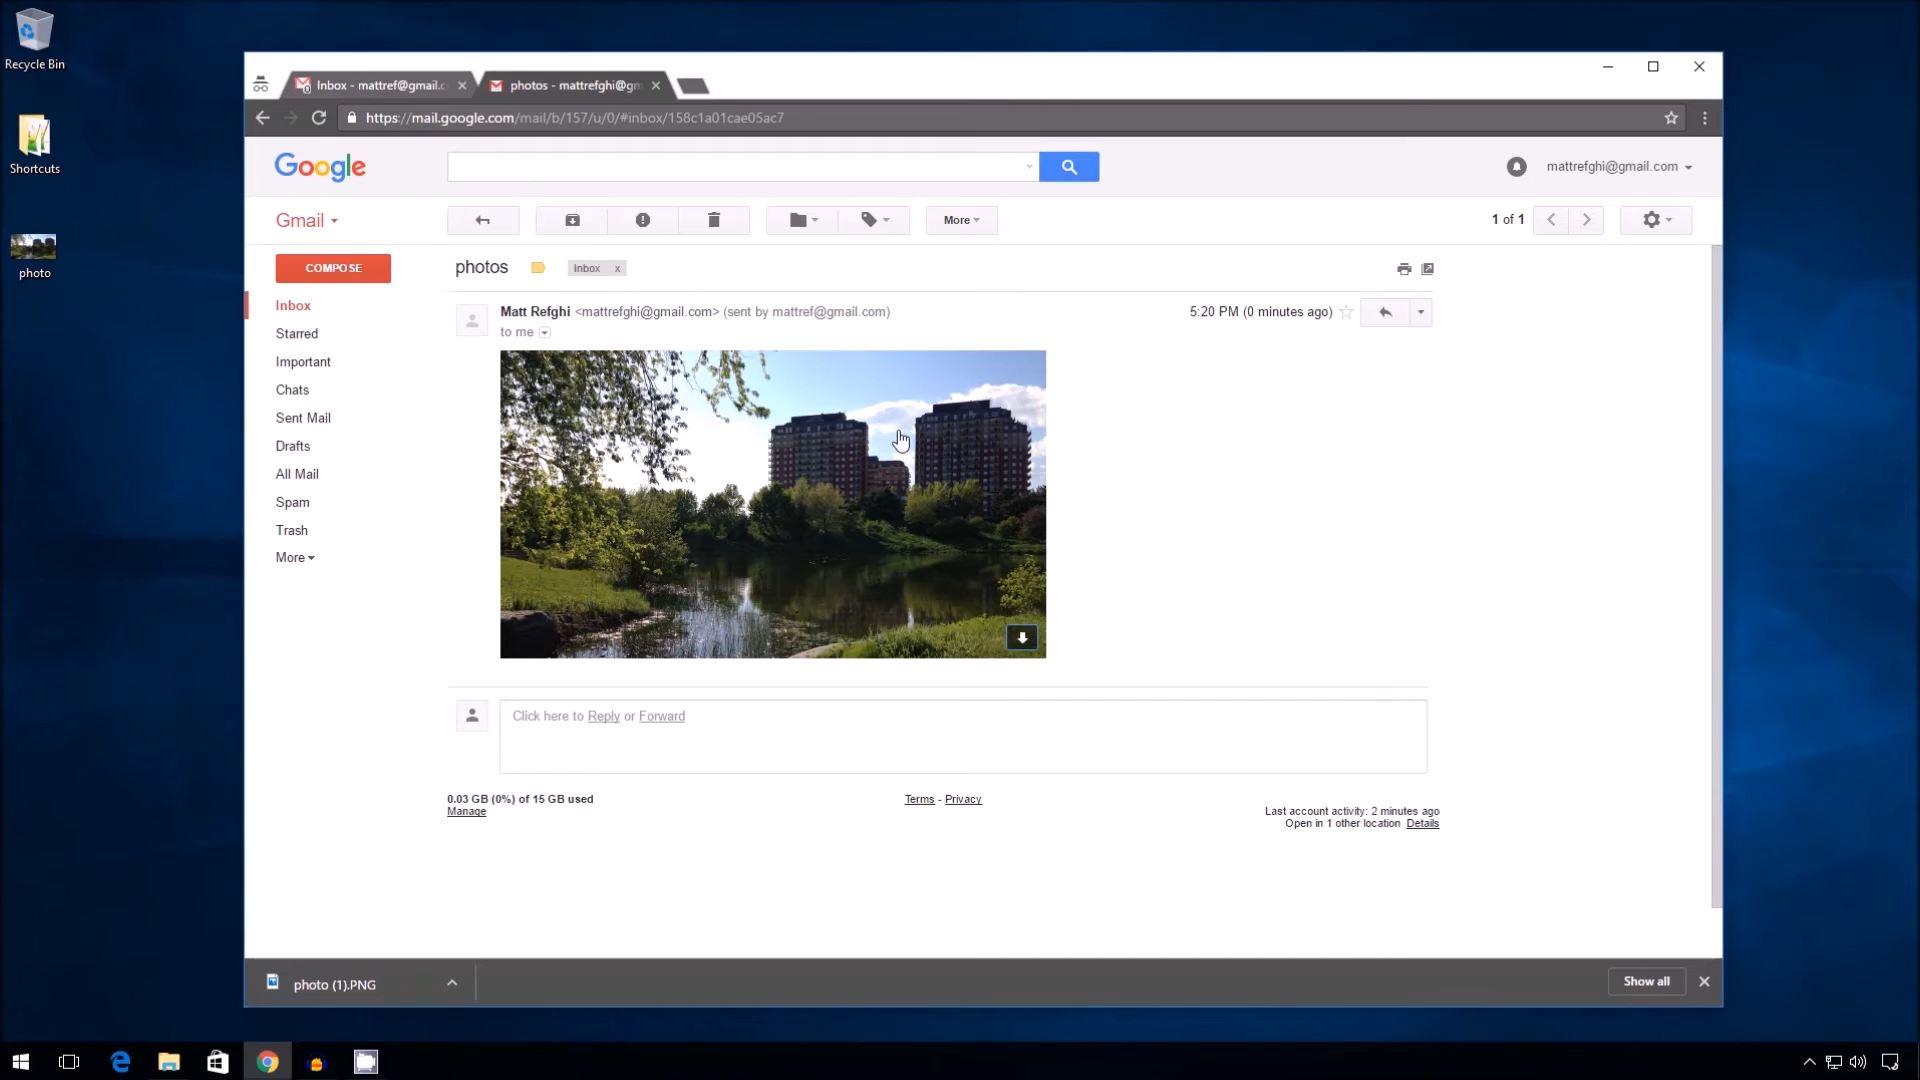 Recycle Bin
Shortcuts
photo
Inbox - mattref@gmail.c
photos - mattrefghi@gm
https://mail.google.com/mail/b/157/u/0/#inbox/158c1a01cae05ac7
Google
mattrefghi@gmail.com
Gmail
More
1 of 1
COMPOSE
photos
Inbox x
Inbox
Starred
Important
Chats
Sent Mail
Drafts
All Mail
Spam
Trash
More
Matt Refghi <mattrefghi@gmail.com> (sent by mattref@gmail.com)
5:20 PM (0 minutes ago)
to me
Click here to Reply or Forward
0.03 GB (0%) of 15 GB used
Manage
Terms - Privacy
Last account activity: 2 minutes ago
Open in 1 other location Details
photo (1).PNG
Show all